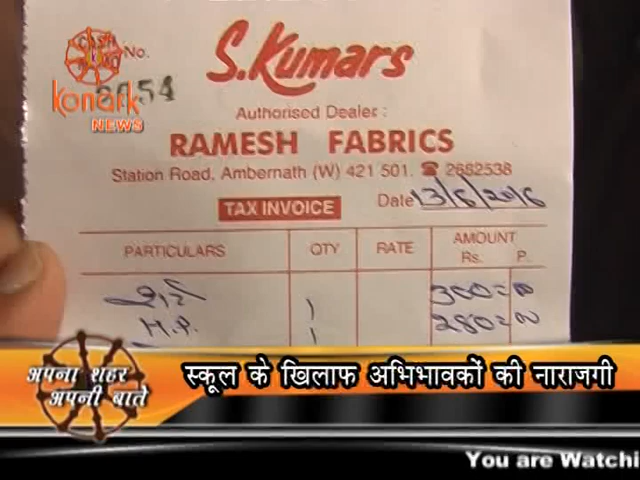 CASH
No.
S.Kumars
konark
NEWS
Authorised Dealer :
RAMESH FABRICS
Station Road, Ambernath (W) 421 501. ☎ 2682538
Date 13/6/2016
TAX INVOICE
PARTICULARS QTY RATE AMOUNT
Rs. P.
1 350=00
H.P. 1 280=00
अपना शहर
अपनी बाते
स्कूल के खिलाफ अभिभावकों की नाराजगी
You are Watchi